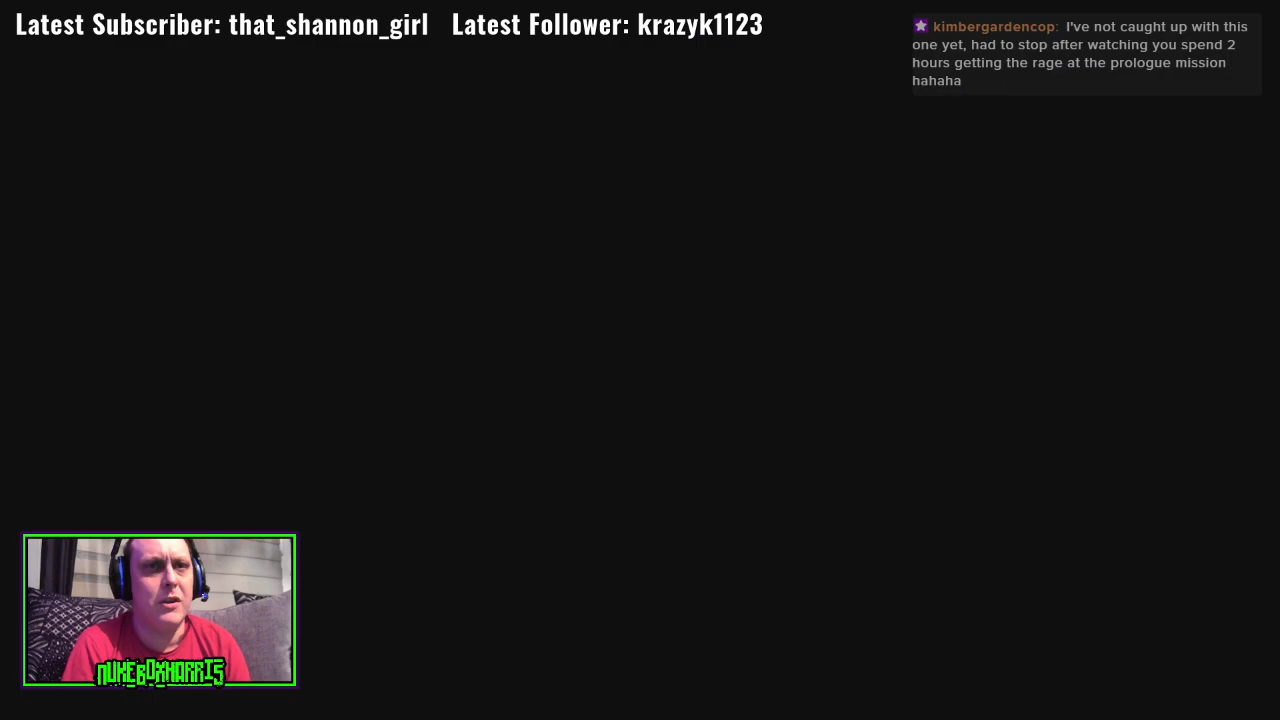 Latest Subscriber: that_shannon_girl Latest Follower: krazyk1123
kimbergardencop: I've not caught up with this
one yet, had to stop after watching you spend 2
hours getting the rage at the prologue mission
hahaha
NUKEBOXHARRIS